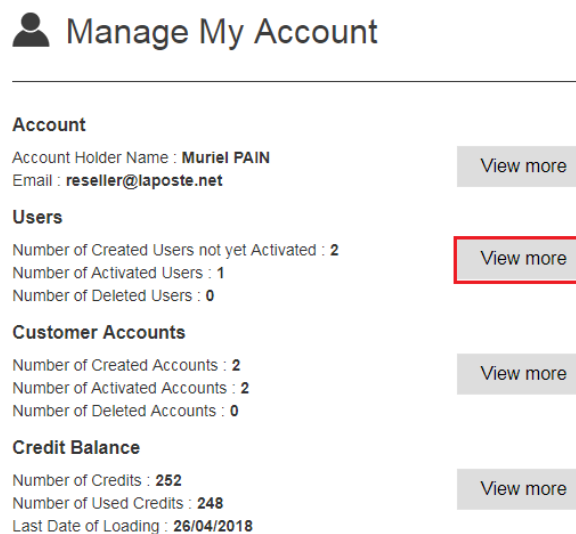 Manage My Account
Account
Account Holder Name : Muriel PAIN
Email : reseller@laposte.net
View more
Users
Number of Created Users not yet Activated : 2
Number of Activated Users : 1
Number of Deleted Users : 0
View more
Customer Accounts
Number of Created Accounts : 2
Number of Activated Accounts : 2
Number of Deleted Accounts : 0
View more
Credit Balance
Number of Credits : 252
Number of Used Credits : 248
Last Date of Loading : 26/04/2018
View more